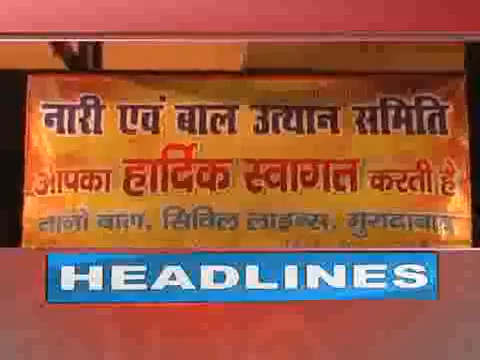 नारी एवं बाल उत्थान समिति
आपका हार्दिक स्वागत करती है
बाग, सिविल लाइन्स, मुरादाबाद
HEADLINES